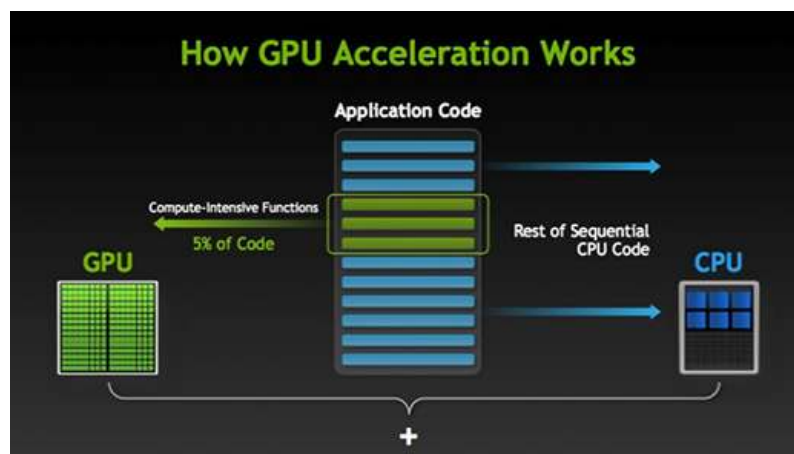 How GPU Acceleration Works
Application Code
Compute-Intensive Functions
5% of Code
Rest of Sequential
CPU Code
GPU
CPU
+